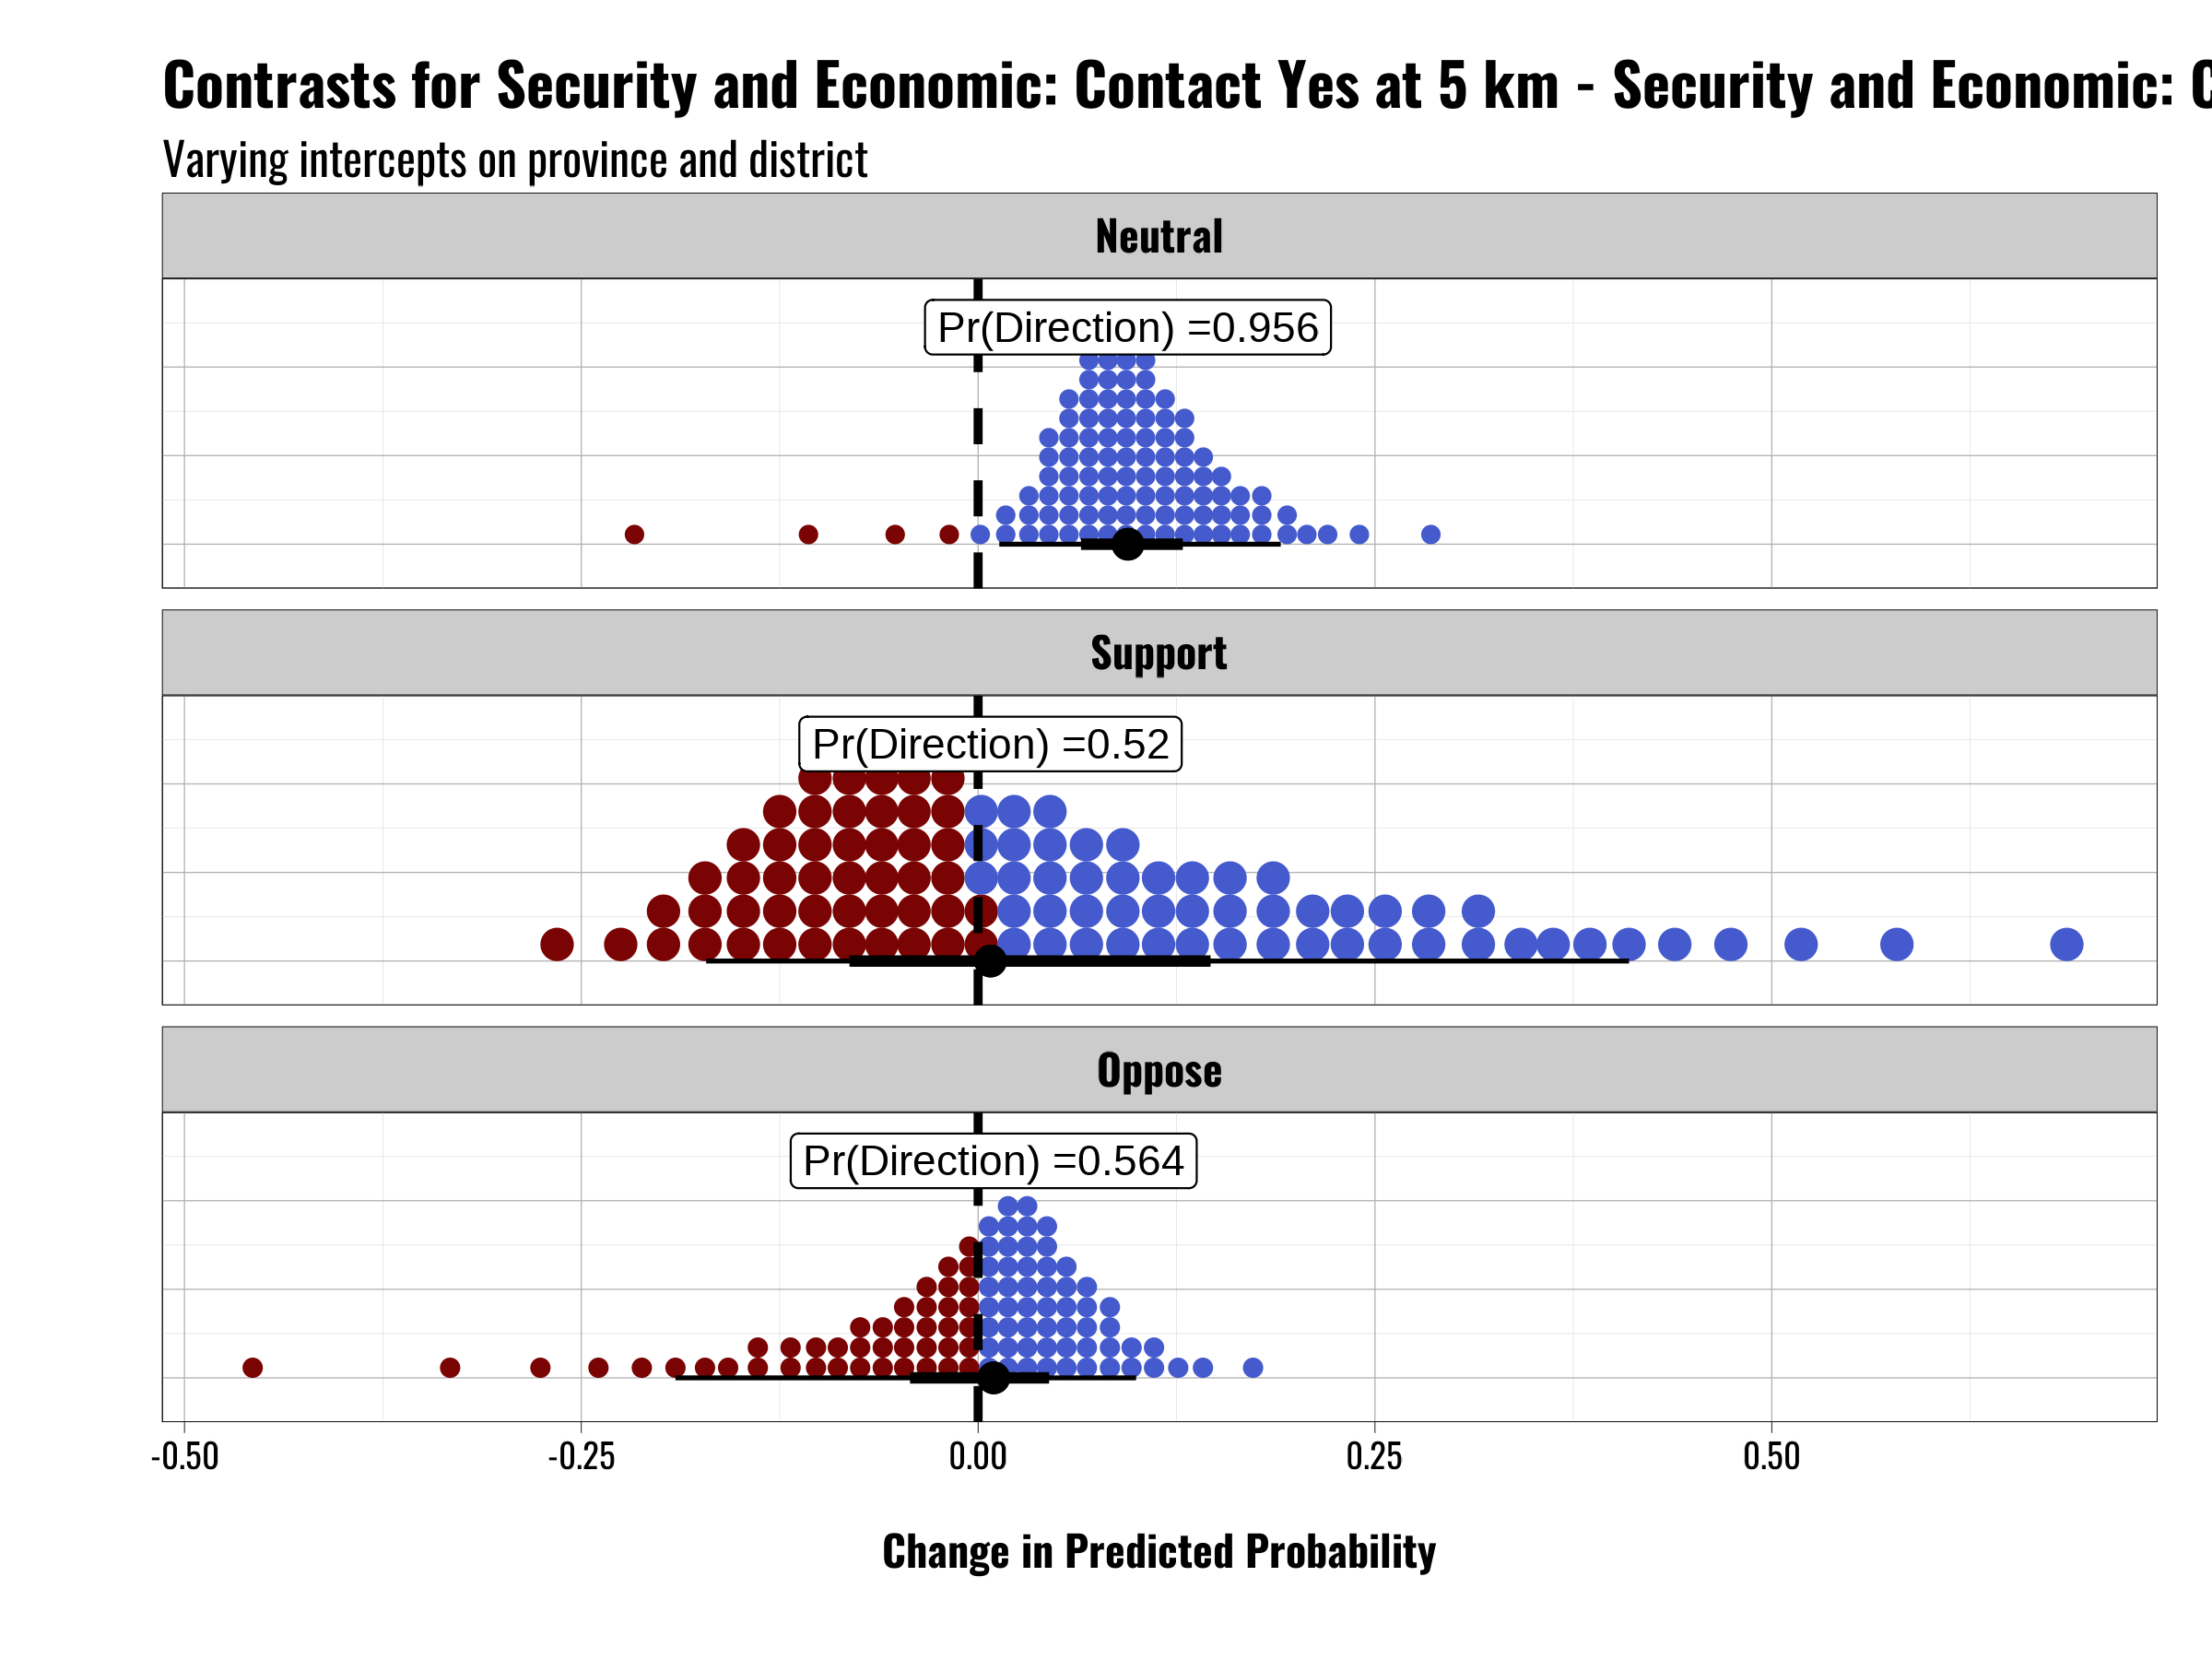 Contrasts for Security and Economic: Contact Yes at 5 km - Security and Economic:
Varying intercepts on province and district
Neutral
Pr(Direction) =0.956
Support
Pr(Direction) =0.52
Oppose
Pr(Direction) =0.564
-0.50 -0.25 0.00 0.25 0.50
Change in Predicted Probability